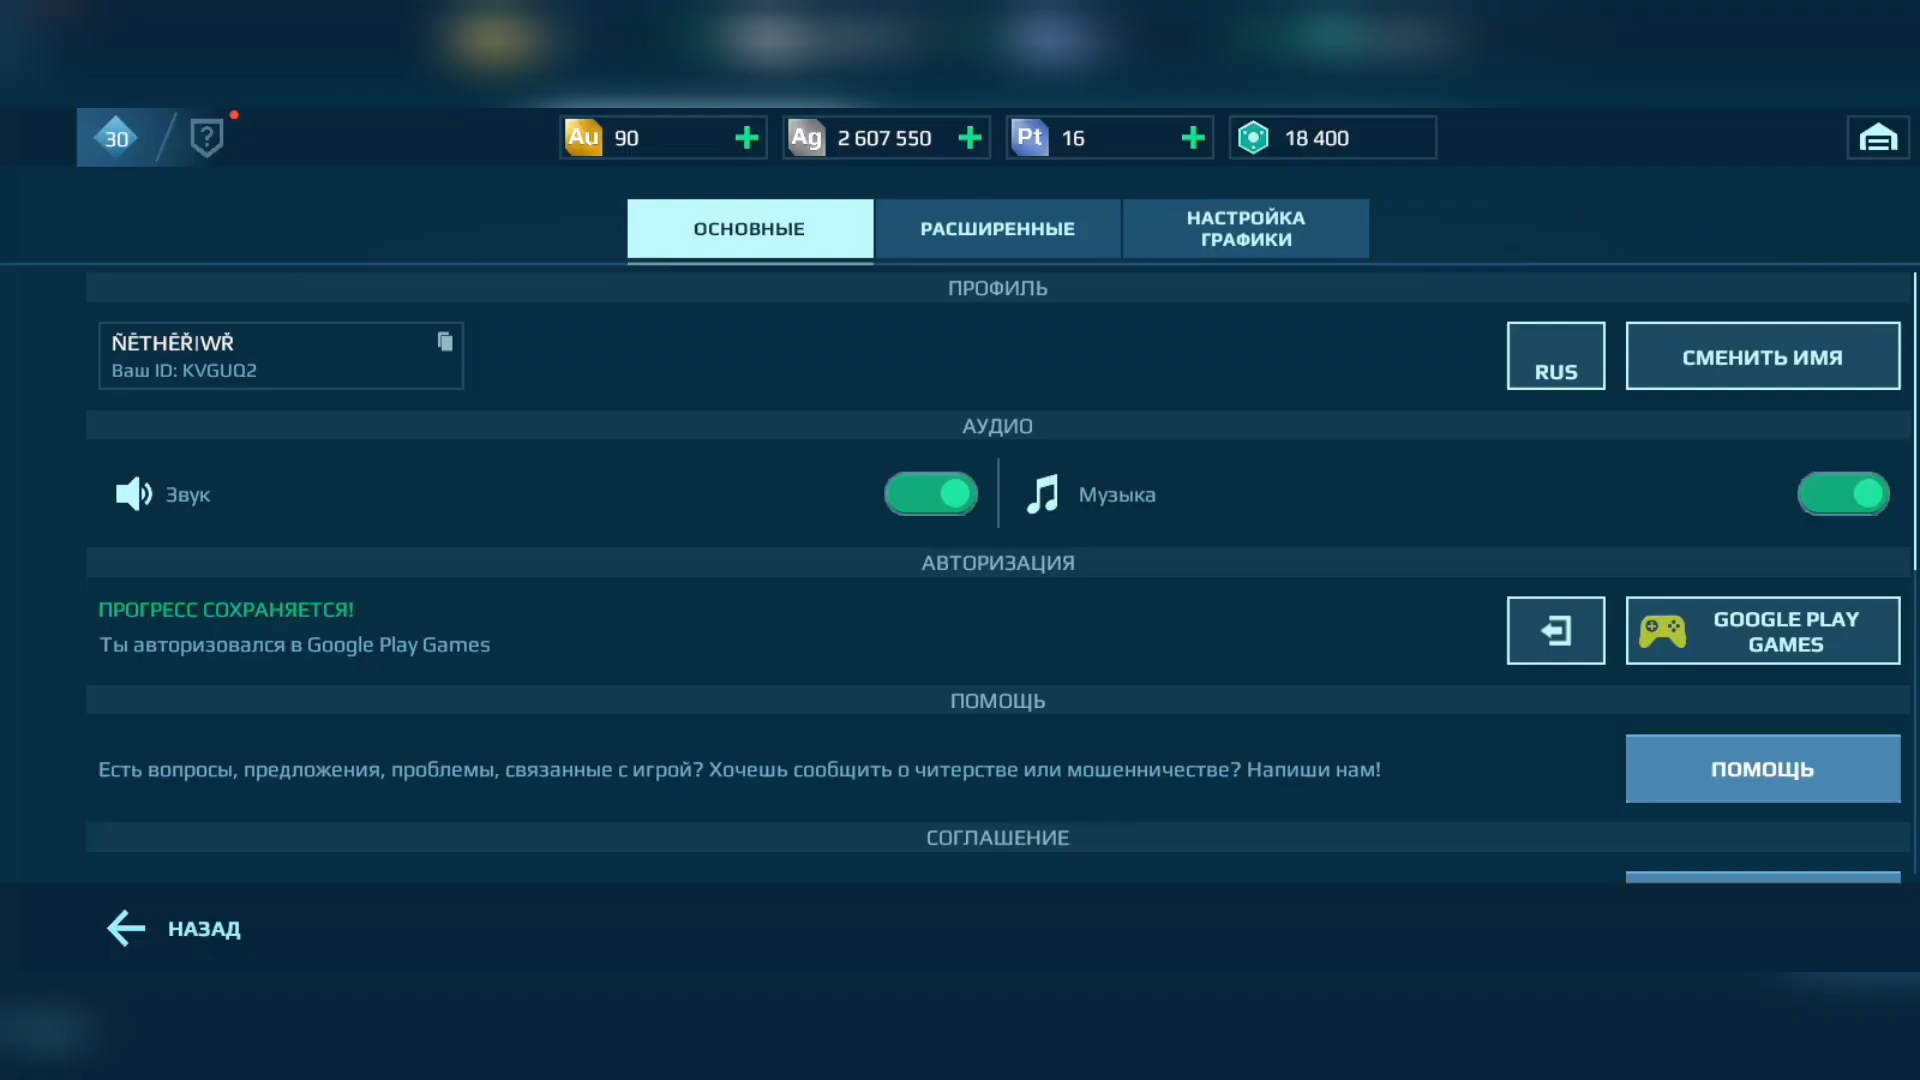 30
?
Au 90
Ag 2 607 550
Pt 16
18 400
ОСНОВНЫЕ
РАСШИРЕННЫЕ
НАСТРОЙКА
ГРАФИКИ
ПРОФИЛЬ
ÑĒTHĒŘ|WŘ
Ваш ID: KVGUQ2
RUS
СМЕНИТЬ ИМЯ
АУДИО
Звук
Музыка
АВТОРИЗАЦИЯ
ПРОГРЕСС СОХРАНЯЕТСЯ!
Ты авторизовался в Google Play Games
GOOGLE PLAY
GAMES
ПОМОЩЬ
Есть вопросы, предложения, проблемы, связанные с игрой? Хочешь сообщить о читерстве или мошенничестве? Напиши нам!
ПОМОЩЬ
СОГЛАШЕНИЕ
НАЗАД